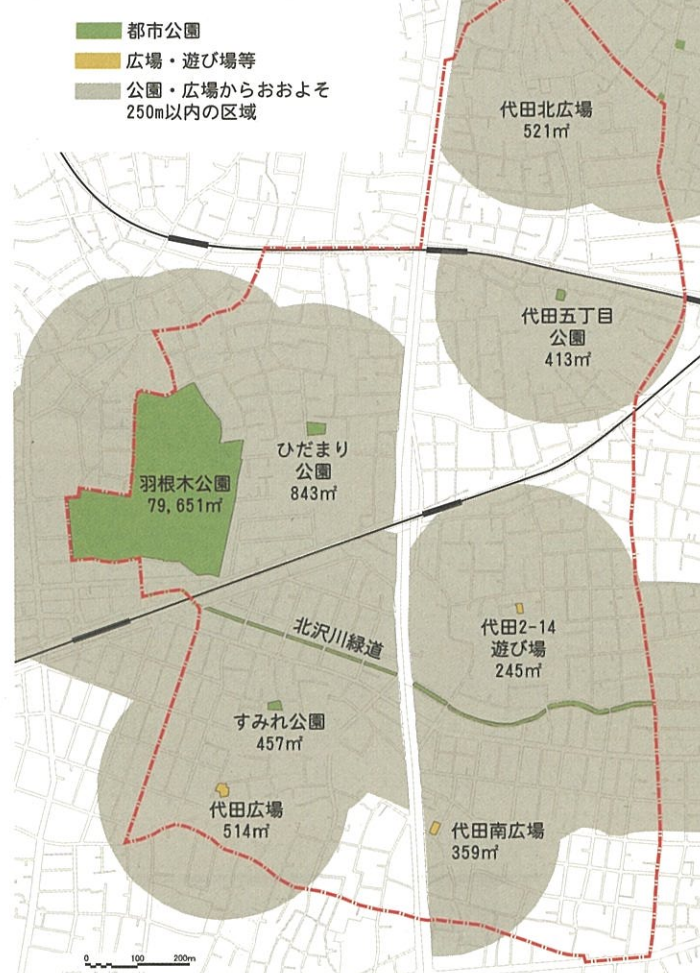 都市公園
広場・遊び場等
公園・広場からおおよそ
250m以内の区域
代田北広場
521㎡
代田五丁目
公園
413㎡
ひだまり
公園
843㎡
羽根木公園
79,651㎡
北沢川緑道
代田2-14
遊び場
245㎡
すみれ公園
457㎡
代田広場
514㎡
代田南広場
359㎡
0 100 200m